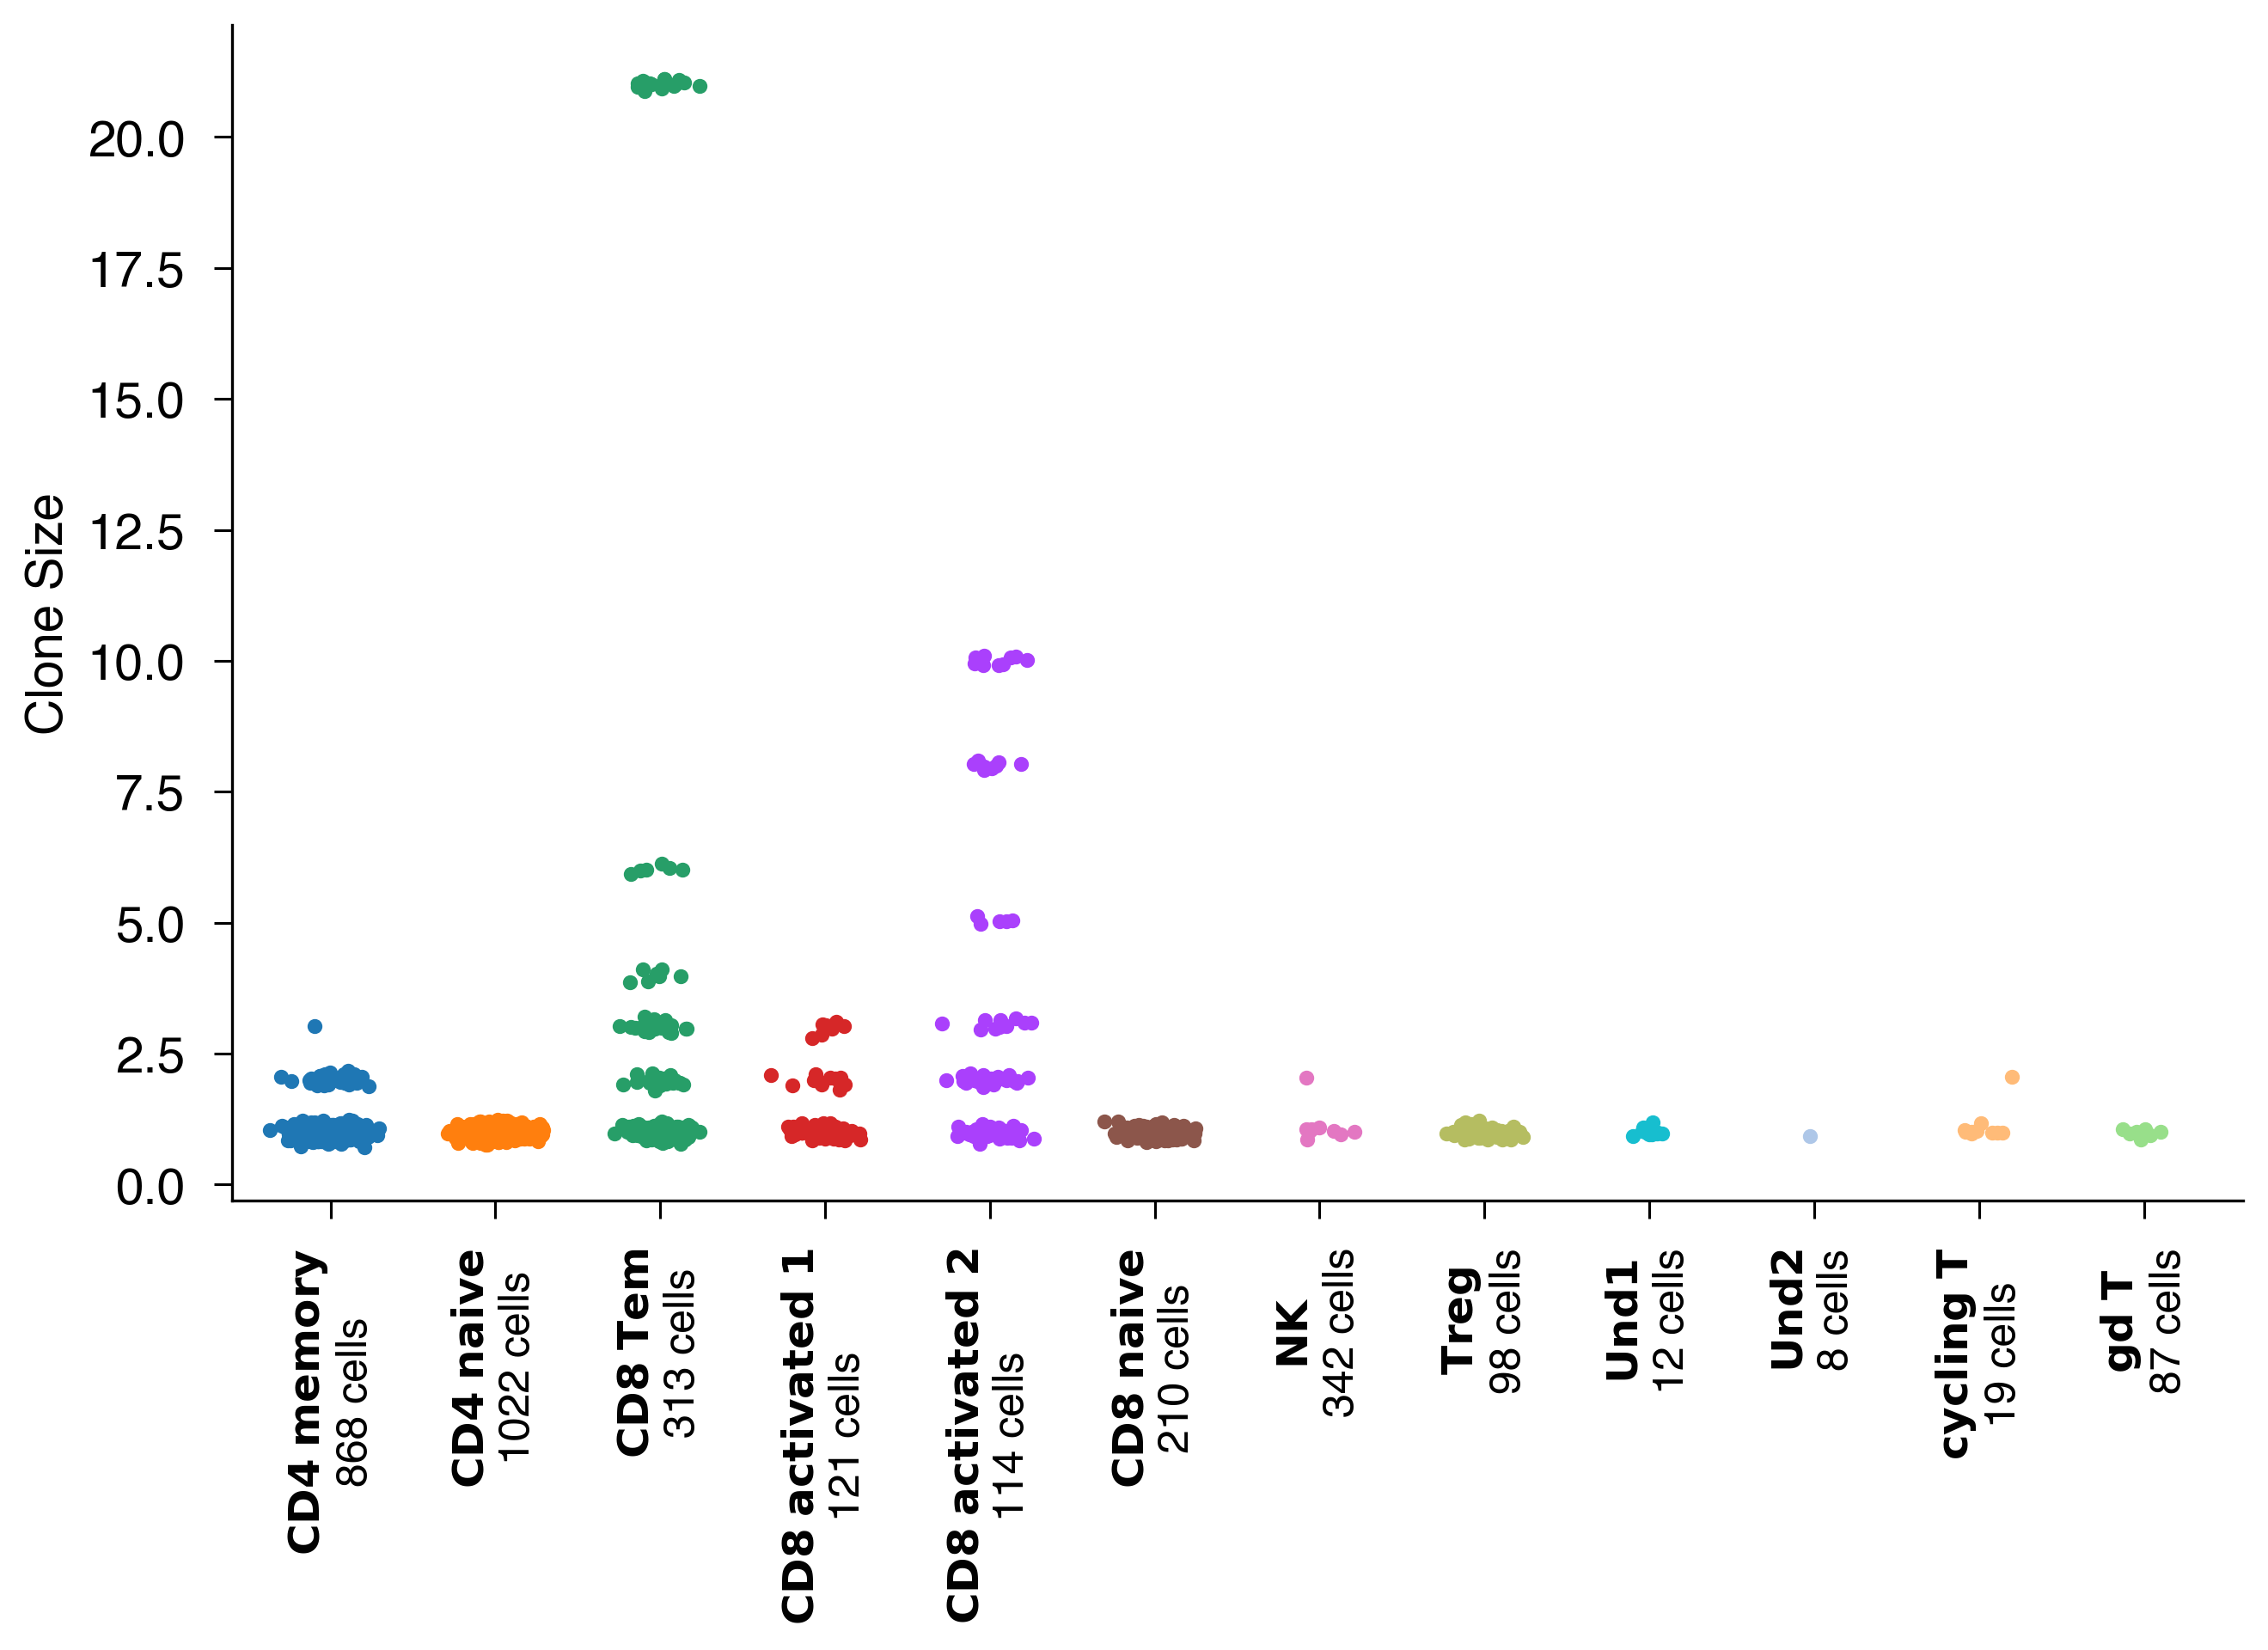 Clone Size
20.0
17.5
15.0
12.5
10.0
7.5
5.0
2.5
0.0
CD4 memory
868 cells
CD4 naive
1022 cells
CD8 Tem
313 cells
CD8 activated 1
121 cells
CD8 activated 2
114 cells
CD8 naive
210 cells
NK
342 cells
Treg
98 cells
Und1
12 cells
Und2
8 cells
cycling T
19 cells
gd T
87 cells